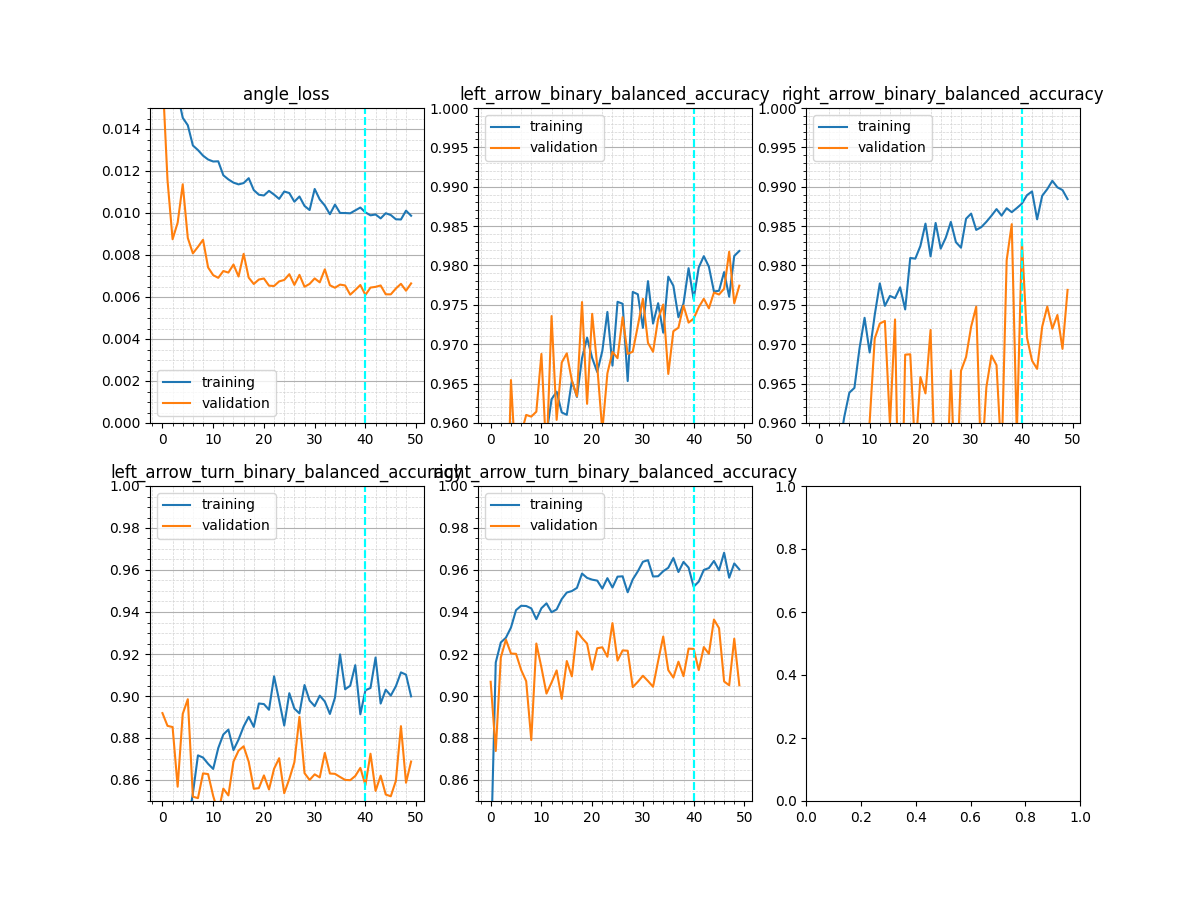 angle_loss
0.014
0.012
0.010
0.008
0.006
0.004
0.002
0.000
training
validation
0 10 20 30 40 50
left_arrow_binary_balanced_accuracy
1.000
0.995
0.990
0.985
0.980
0.975
0.970
0.965
0.960
training
validation
0 10 20 30 40 50
right_arrow_binary_balanced_accuracy
1.000
0.995
0.990
0.985
0.980
0.975
0.970
0.965
0.960
training
validation
0 10 20 30 40 50
left_arrow_turn_binary_balanced_accuracy
1.00
0.98
0.96
0.94
0.92
0.90
0.88
0.86
training
validation
0 10 20 30 40 50
right_arrow_turn_binary_balanced_accuracy
1.00
0.98
0.96
0.94
0.92
0.90
0.88
0.86
training
validation
0 10 20 30 40 50
1.0
0.8
0.6
0.4
0.2
0.0
0.0 0.2 0.4 0.6 0.8 1.0